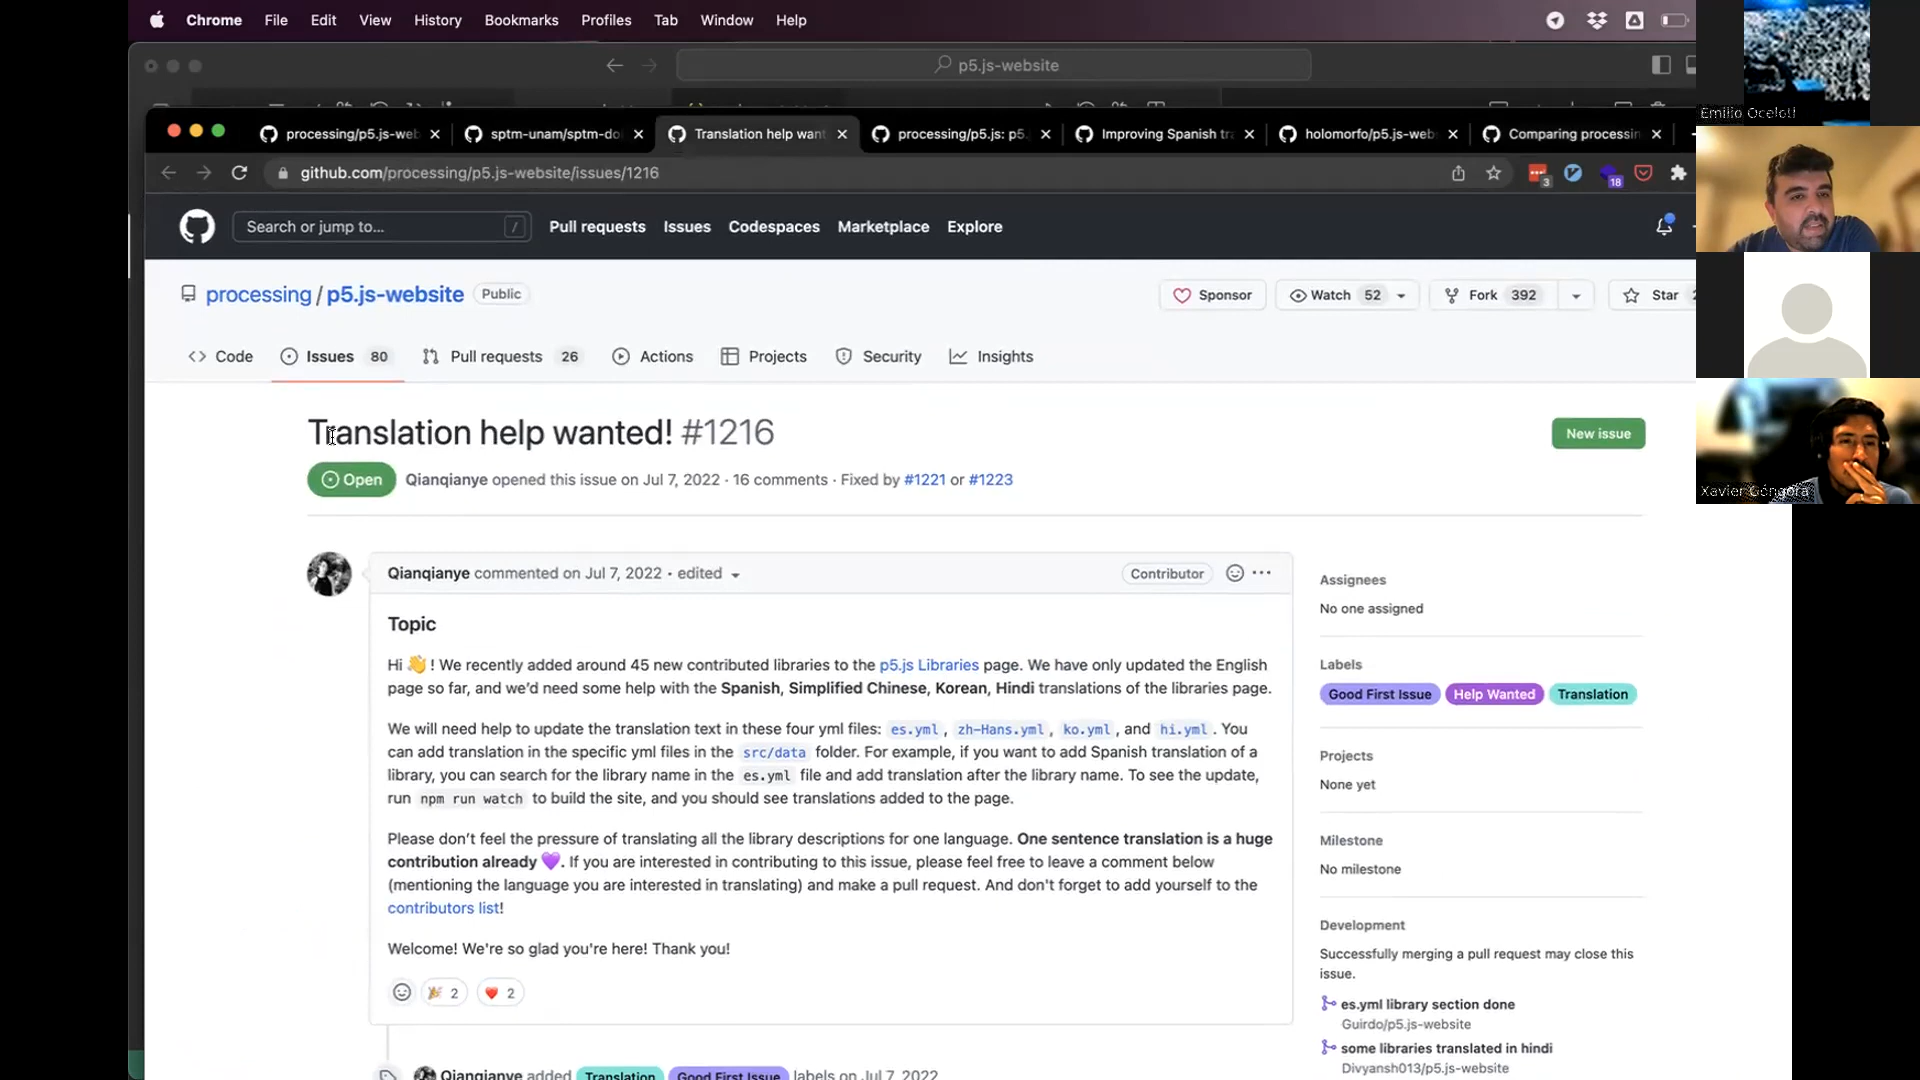 Chrome File Edit View History Bookmarks Profiles Tab Window Help
p5.js-website
processing/p5.js-web sptm-unam/sptm-do Translation help want processing/p5.js: p5. Improving Spanish tra holomorfo/p5.js-web Comparing processin
github.com/processing/p5.js-website/issues/1216
3 18
Search or jump to... / Pull requests Issues Codespaces Marketplace Explore
processing / p5.js-website Public
Sponsor Watch 52 Fork 392 Star
Code Issues 80 Pull requests 26 Actions Projects Security Insights
Translation help wanted! #1216
New issue
Open Qianqianye opened this issue on Jul 7, 2022 · 16 comments · Fixed by #1221 or #1223
Qianqianye commented on Jul 7, 2022 • edited Contributor
Topic
Hi 👋 ! We recently added around 45 new contributed libraries to the p5.js Libraries page. We have only updated the English
page so far, and we'd need some help with the Spanish, Simplified Chinese, Korean, Hindi translations of the libraries page.
We will need help to update the translation text in these four yml files: es.yml , zh-Hans.yml , ko.yml , and hi.yml . You
can add translation in the specific yml files in the src/data folder. For example, if you want to add Spanish translation of a
library, you can search for the library name in the es.yml file and add translation after the library name. To see the update,
run npm run watch to build the site, and you should see translations added to the page.
Please don't feel the pressure of translating all the library descriptions for one language. One sentence translation is a huge
contribution already 💜. If you are interested in contributing to this issue, please feel free to leave a comment below
(mentioning the language you are interested in translating) and make a pull request. And don't forget to add yourself to the
contributors list!
Welcome! We're so glad you're here! Thank you!
🎉 2 ❤️ 2
Qianqianye added Translation Good First Issue labels on Jul 7, 2022
Assignees
No one assigned
Labels
Good First Issue Help Wanted Translation
Projects
None yet
Milestone
No milestone
Development
Successfully merging a pull request may close this
issue.
es.yml library section done
Guirdo/p5.js-website
some libraries translated in hindi
Divyansh013/p5.js-website
Emilio Ocelotl
Xavier Góngora